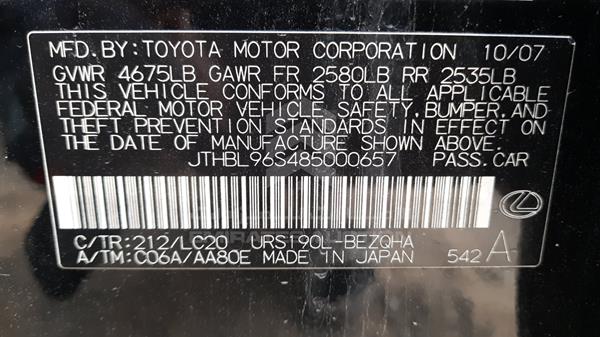 MFD. BY: TOYOTA MOTOR CORPORATION 10/07
GVWR 4675LB GAWR FR 2580LB RR 2535LB
THIS VEHICLE CONFORMS TO ALL APPLICABLE
FEDERAL MOTOR VEHICLE SAFETY, BUMPER, AND
THEFT PREVENTION STANDARDS IN EFFECT ON
THE DATE OF MANUFACTURE SHOWN ABOVE.
JTHBL96S485000657 PASS. CAR
C/TR: 212/LC20 URS190L-BEZQHA
A/TM: C06A/AA80E MADE IN JAPAN 542 A